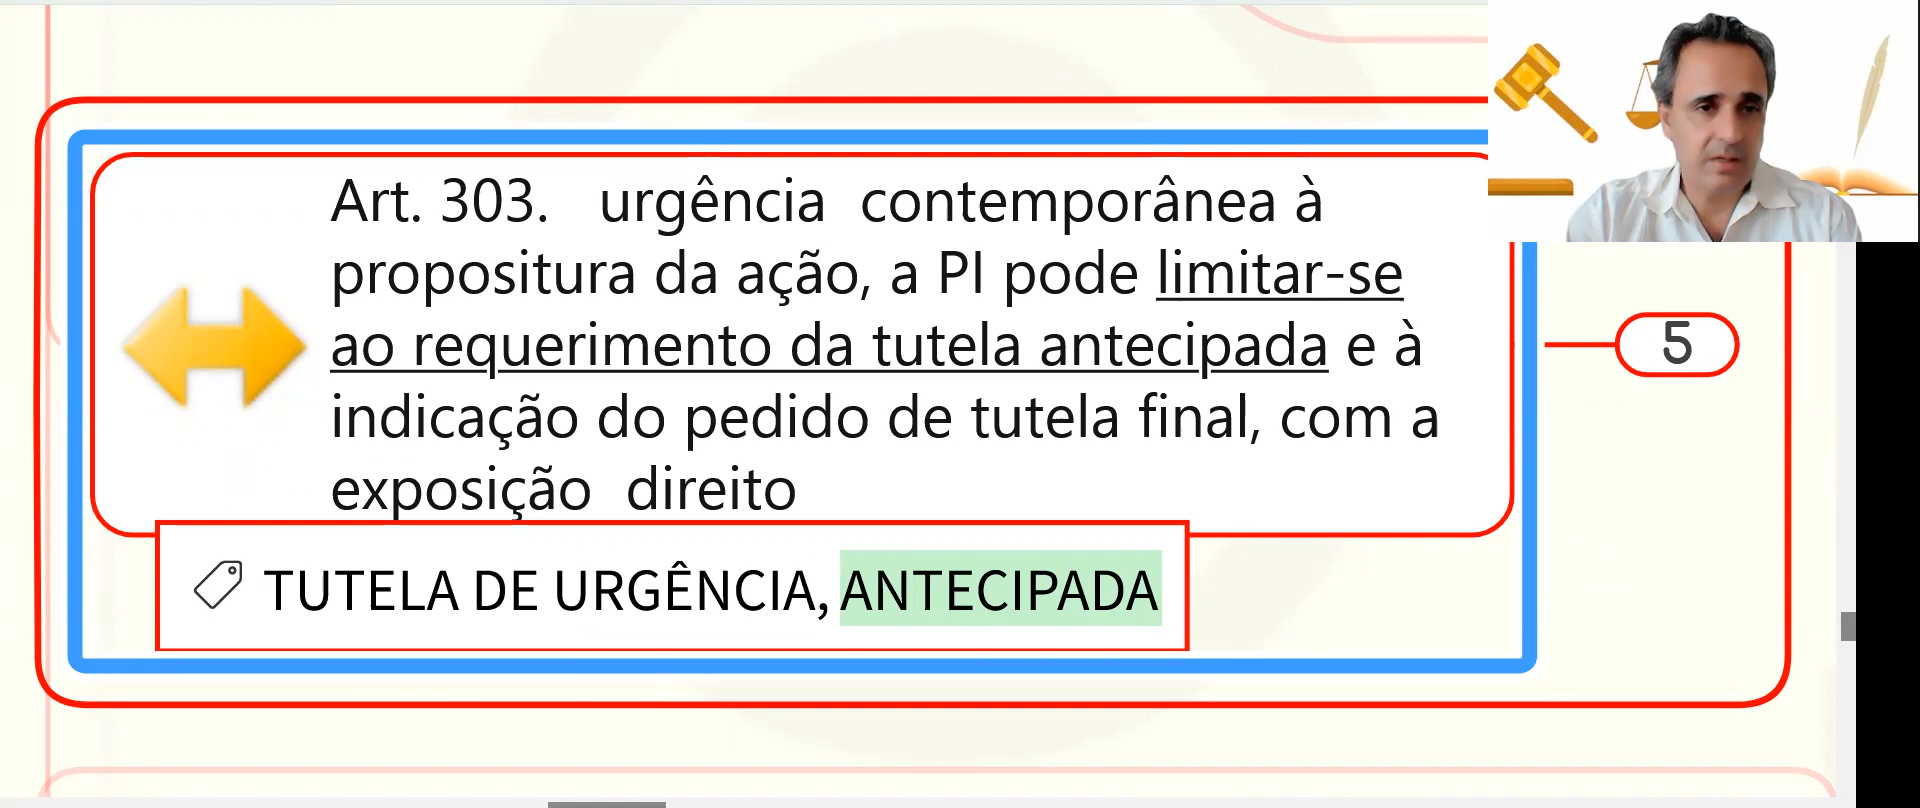 Art. 303. urgência contemporânea à
propositura da ação, a PI pode limitar-se
ao requerimento da tutela antecipada e à
indicação do pedido de tutela final, com a
exposição direito
5
TUTELA DE URGÊNCIA, ANTECIPADA